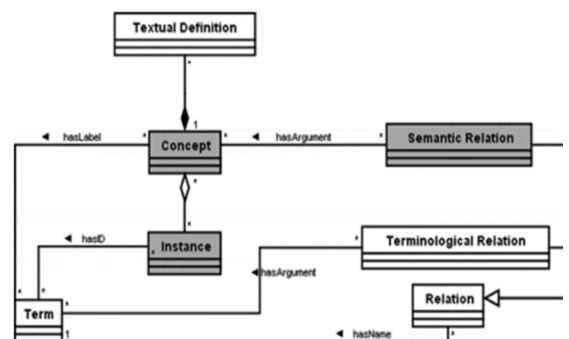 Textual Definition
*
1
◄ hasLabel * Concept * ◄ hasArgument * Semantic Relation
*
*
◄ hasID * Instance
* Terminological Relation
◄hasArgument
* * *
Term
1
Relation
*
◄ hasName